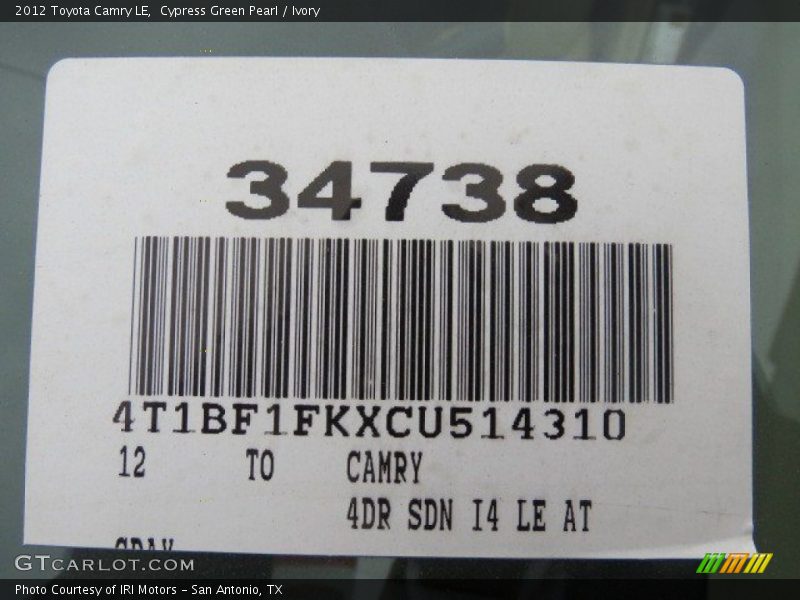 2012 Toyota Camry LE,  Cypress Green Pearl / Ivory
34738
4T1BF1FKXCU514310
12 TO CAMRY
4DR SDN I4 LE AT
GTCARLOT.COM
Photo Courtesy of IRI Motors - San Antonio, TX